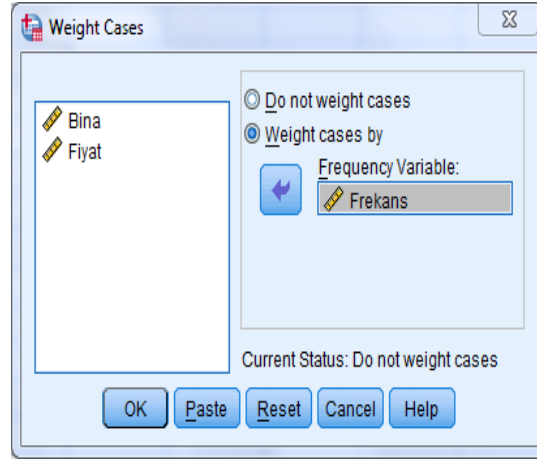 Weight Cases
Bina
Fiyat
Do not weight cases
Weight cases by
Frequency Variable:
Frekans
Current Status: Do not weight cases
OK Paste Reset Cancel Help